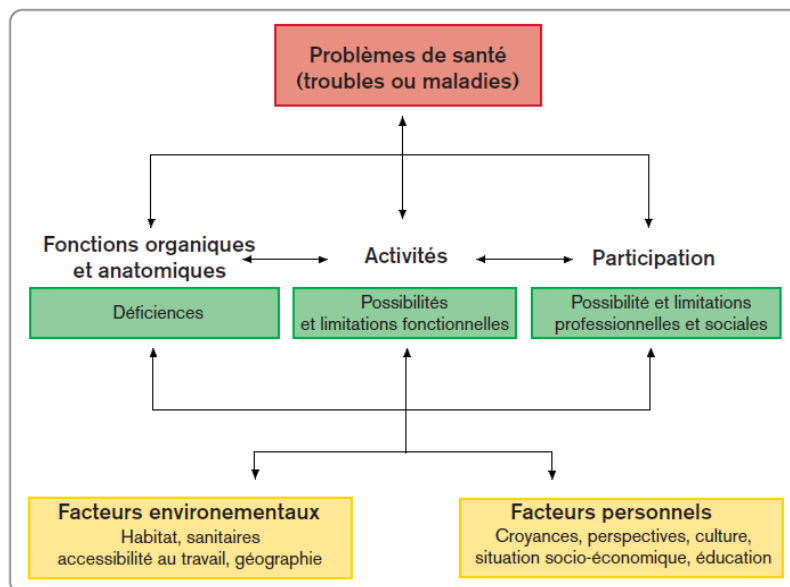 Problèmes de santé
(troubles ou maladies)
Fonctions organiques
et anatomiques
Activités
Participation
Déficiences
Possibilités
et limitations fonctionnelles
Possibilité et limitations
professionnelles et sociales
Facteurs environementaux
Habitat, sanitaires
accessibilité au travail, géographie
Facteurs personnels
Croyances, perspectives, culture,
situation socio-économique, éducation